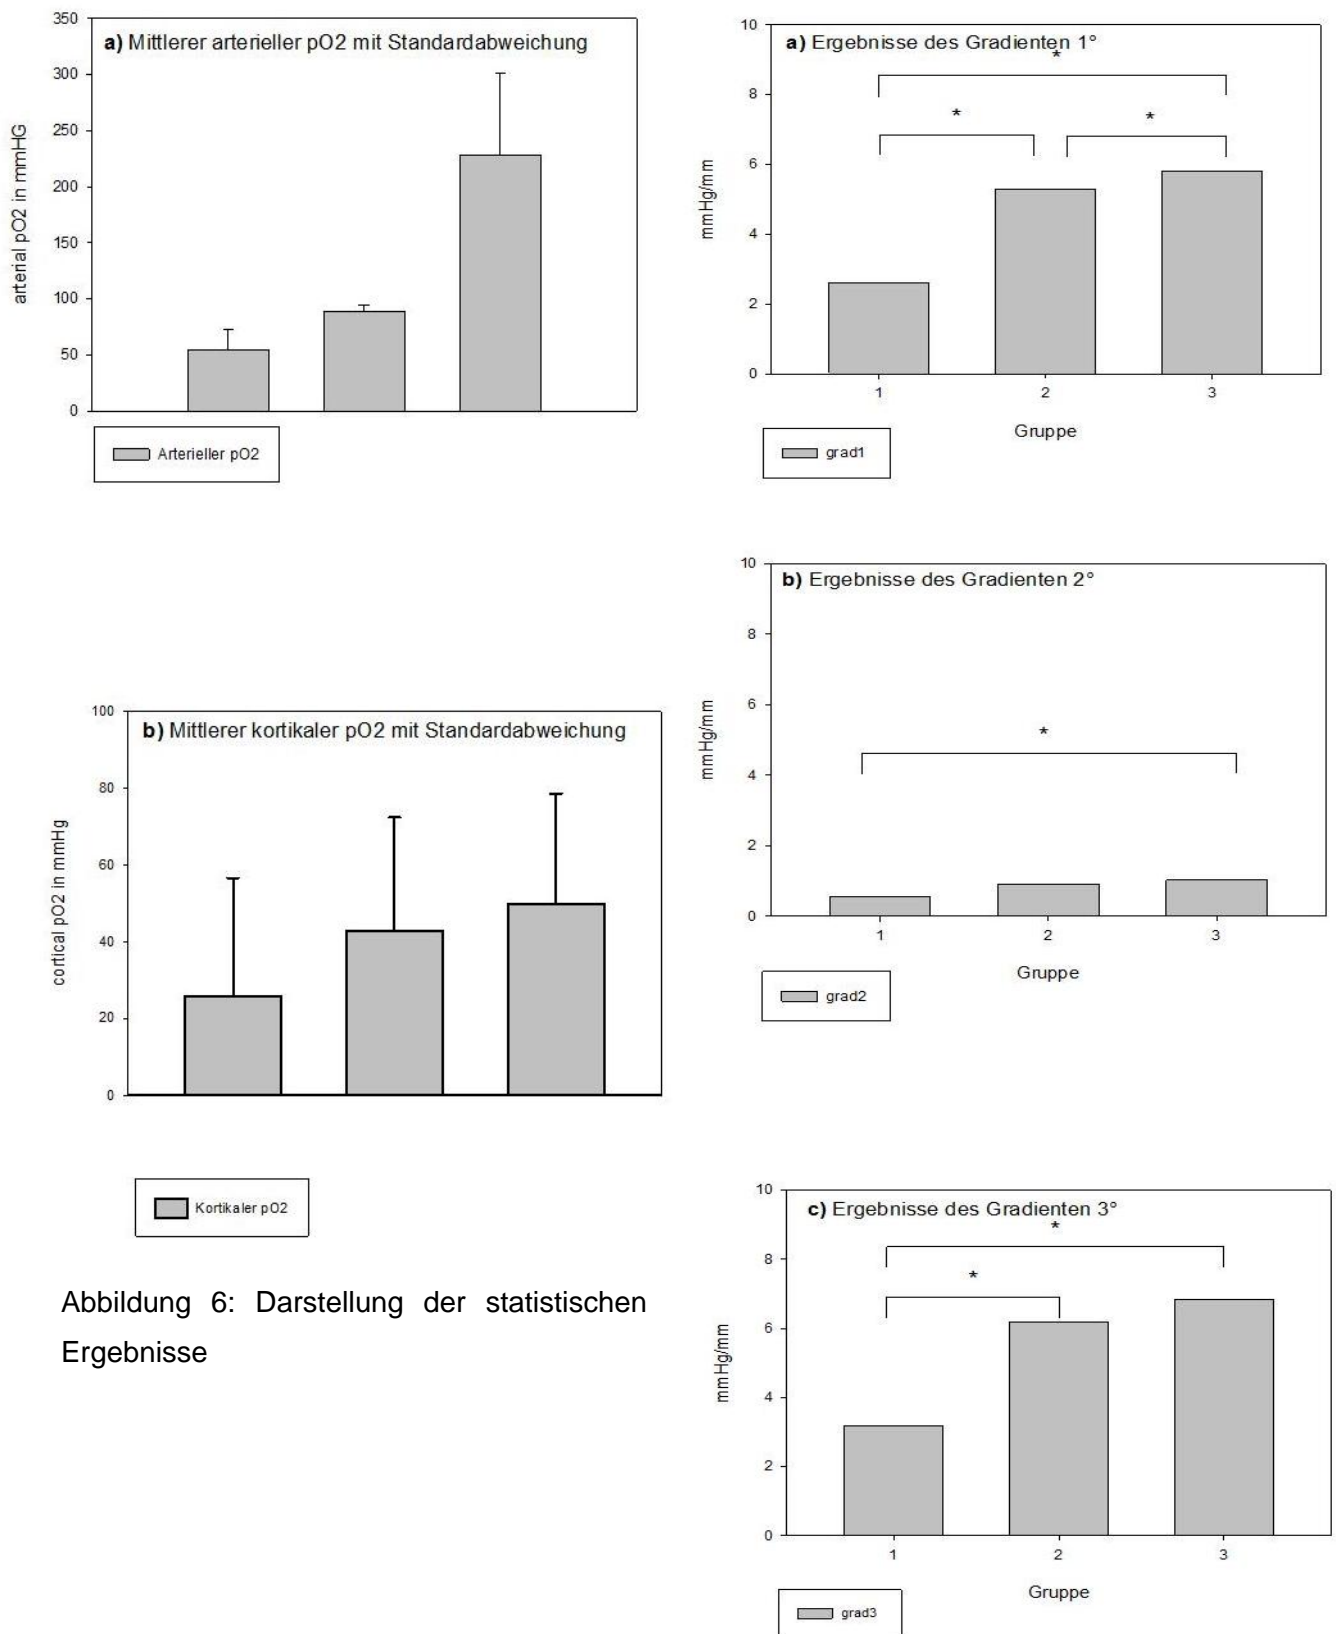 a) Mittlerer arterieller pO2 mit Standardabweichung
arterial pO2 in mmHG
350
300
250
200
150
100
50
0
Arterieller pO2
b) Mittlerer kortikaler pO2 mit Standardabweichung
cortical pO2 in mmHg
100
80
60
40
20
0
Kortikaler pO2
Abbildung 6: Darstellung der statistischen
Ergebnisse
a) Ergebnisse des Gradienten 1°
*
* *
mmHg/mm
10
8
6
4
2
0
1 2 3
Gruppe
grad1
b) Ergebnisse des Gradienten 2°
*
mmHg/mm
10
8
6
4
2
0
1 2 3
Gruppe
grad2
c) Ergebnisse des Gradienten 3°
*
*
mmHg/mm
10
8
6
4
2
0
1 2 3
Gruppe
grad3